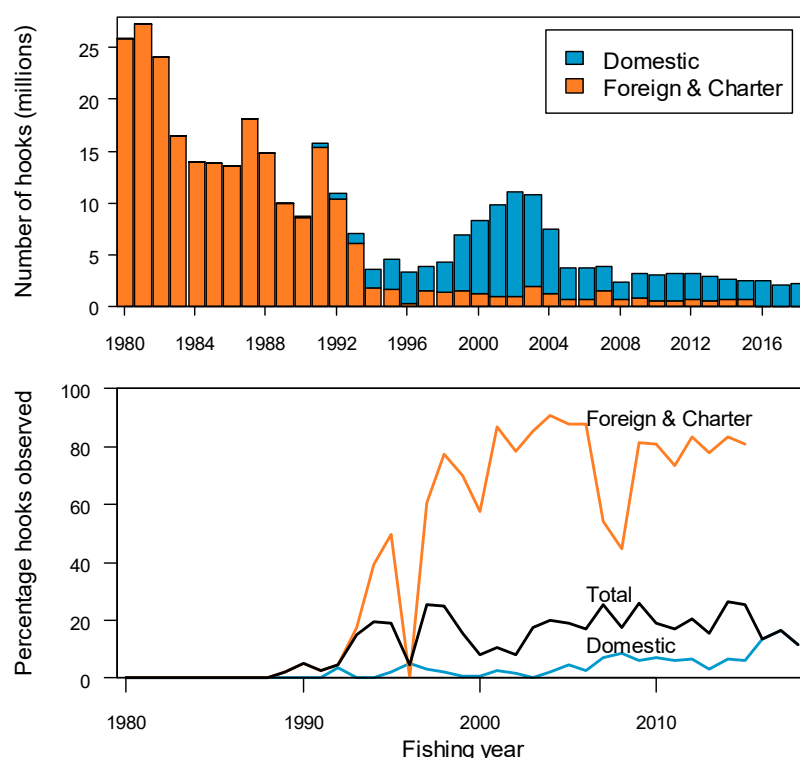 Number of hooks (millions)
25
20
15
10
5
0
Domestic
Foreign & Charter
1980 1984 1988 1992 1996 2000 2004 2008 2012 2016
Percentage hooks observed
100
80
60
40
20
0
Foreign & Charter
Total
Domestic
1980 1990 2000 2010
Fishing year